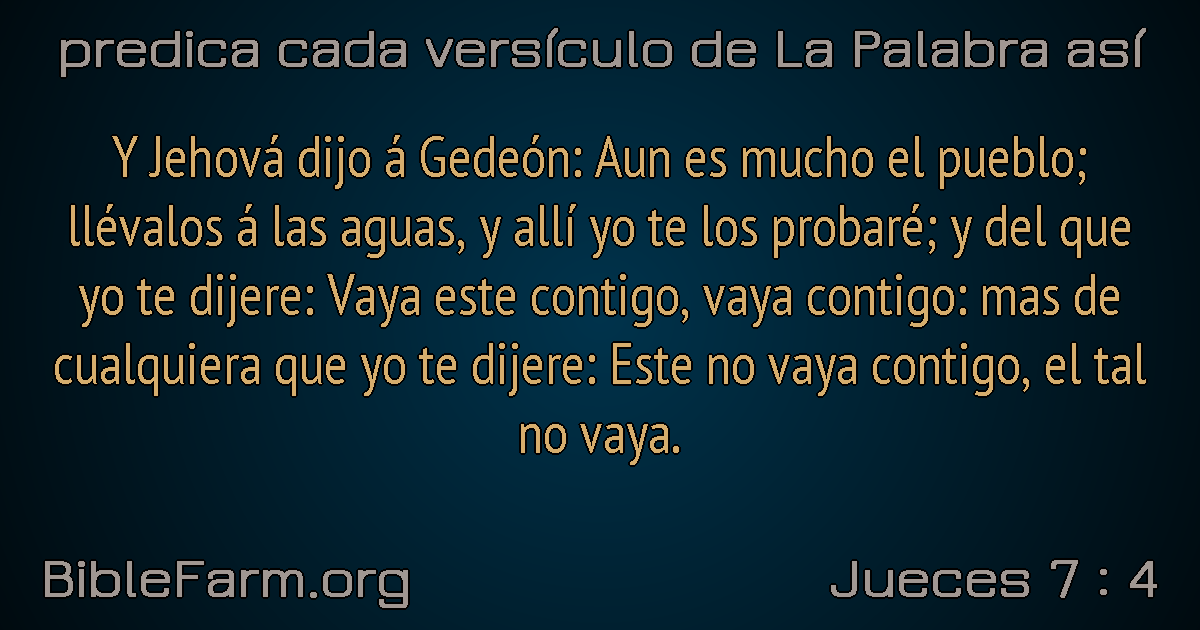 predica cada versículo de La Palabra así
Y Jehová dijo á Gedeón: Aun es mucho el pueblo;
llévalos á las aguas, y allí yo te los probaré; y del que
yo te dijere: Vaya este contigo, vaya contigo: mas de
cualquiera que yo te dijere: Este no vaya contigo, el tal
no vaya.
BibleFarm.org
Jueces 7 : 4